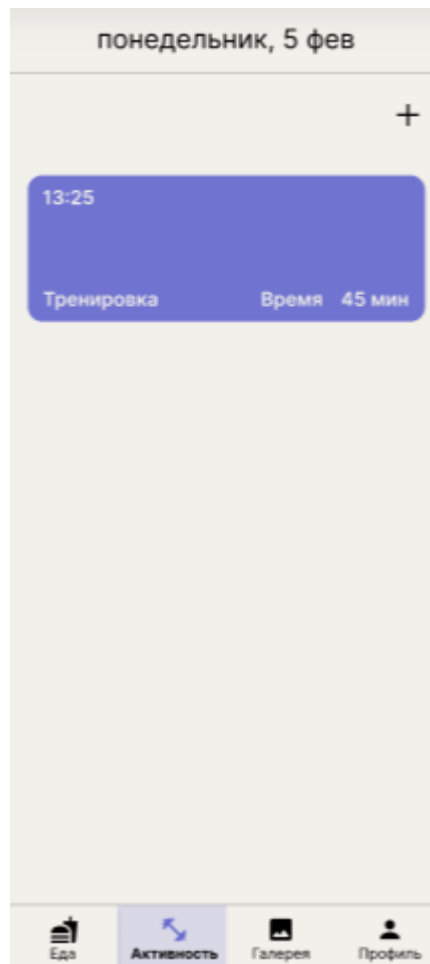 понедельник, 5 фев
+
13:25
Тренировка Время 45 мин
Еда Активность Галерея Профиль